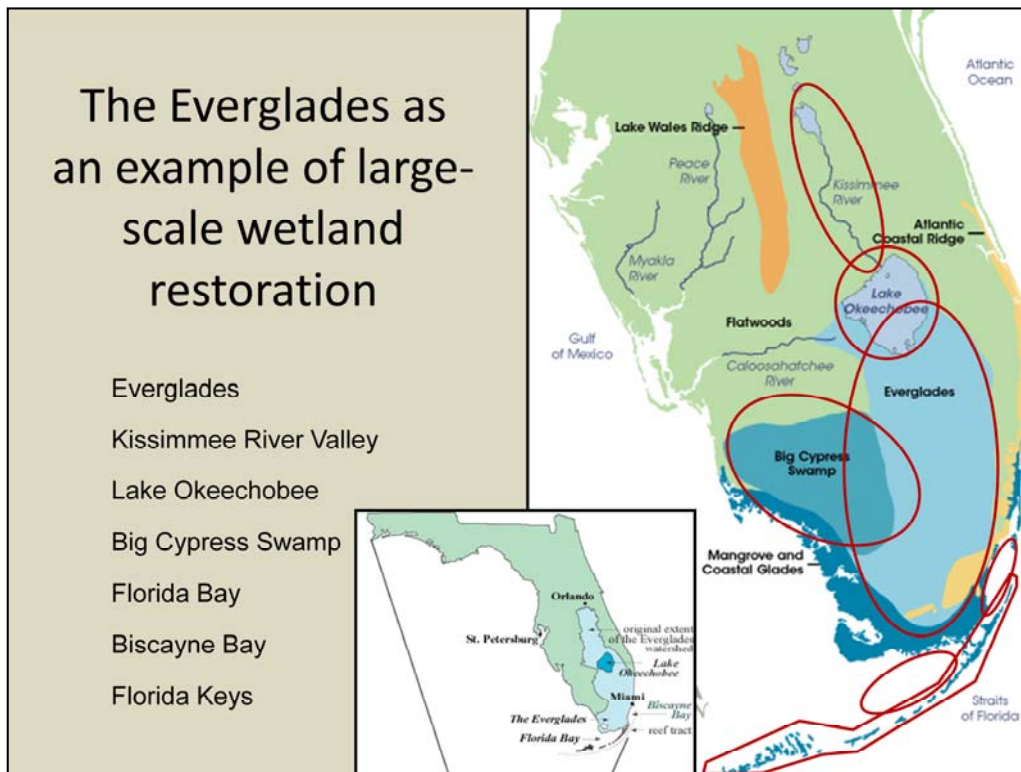 The Everglades as
an example of large-
scale wetland
restoration
Everglades
Kissimmee River Valley
Lake Okeechobee
Big Cypress Swamp
Florida Bay
Biscayne Bay
Florida Keys
Atlantic
Ocean
Lake Wales Ridge
Peace
River
Kissimmee
River
Atlantic
Coastal Ridge
Myakla
River
Lake
Okeechobee
Flatwoods
Gulf
of Mexico
Caloosahatchee
River
Everglades
Big Cypress
Swamp
Mangrove and
Coastal Glades
Straits
of Florida
Orlando
St. Petersburg
original extent
of the Everglades
watershed
Lake
Okeechobee
Miami
Biscayne
Bay
The Everglades
reef tract
Florida Bay